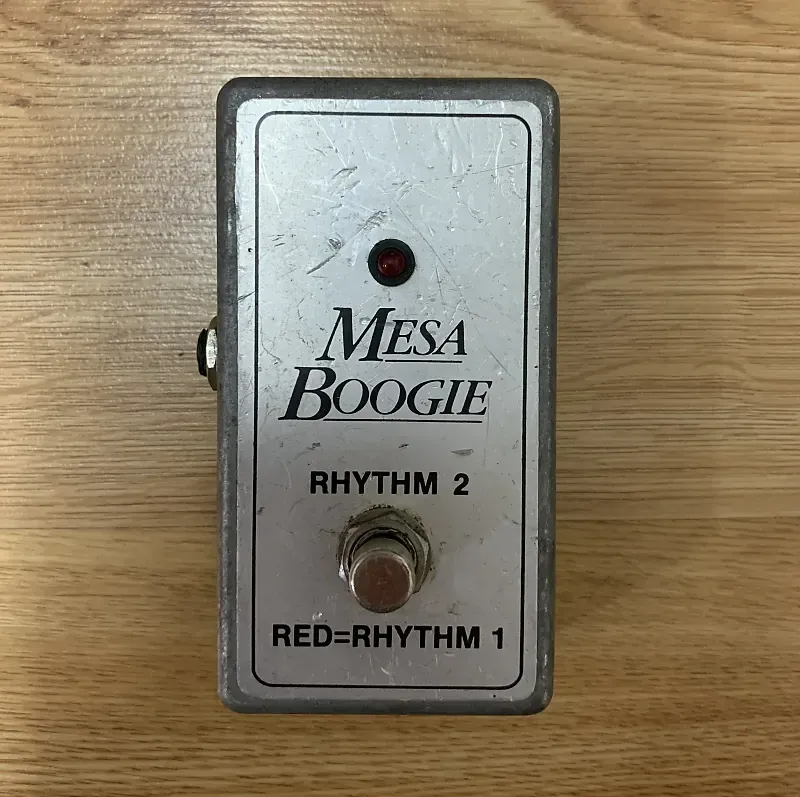 MESA
BOOGIE
RHYTHM 2
RED=RHYTHM 1